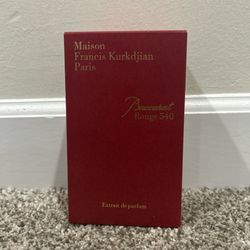 Maison
Francis Kurkdjian
Paris
Baccarat
Rouge 540
Extrait de parfum